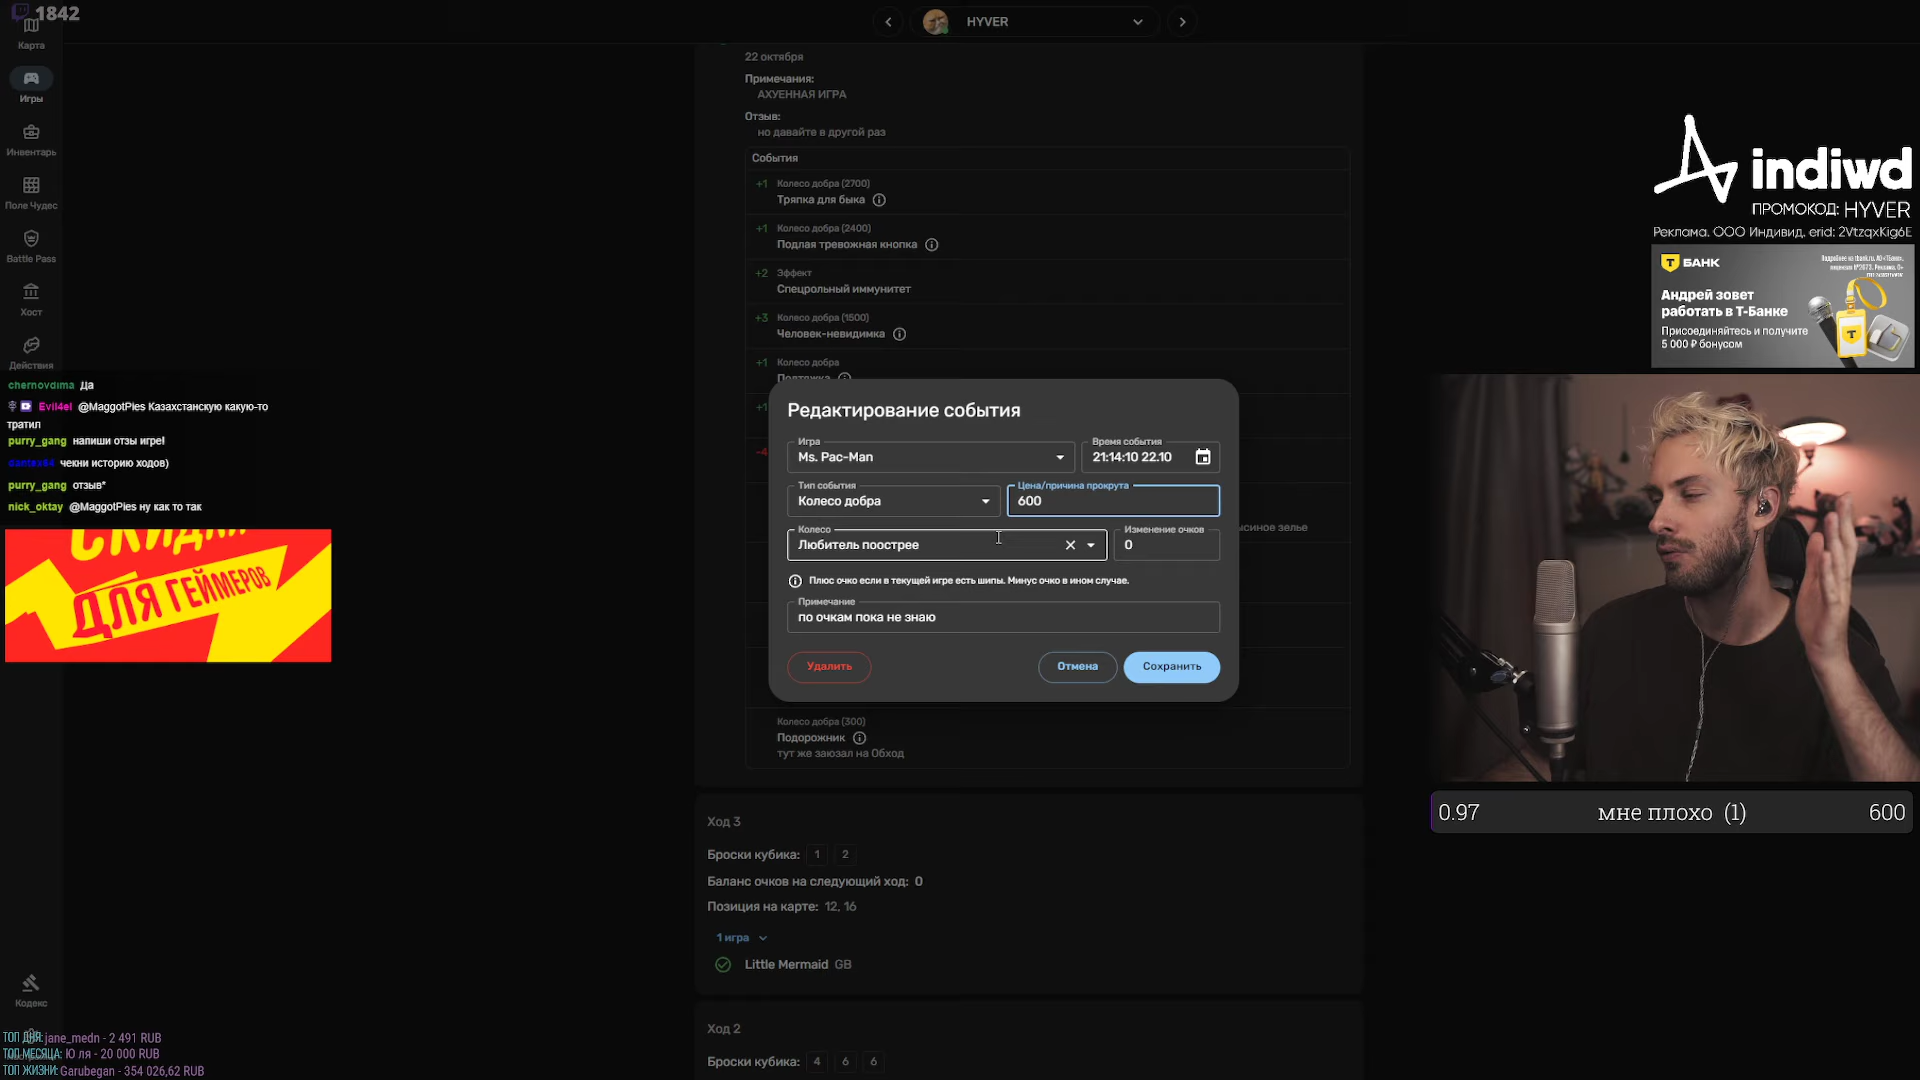 1842
Карта
Игры
Инвентарь
Поле Чудес
Battle Pass
Хост
Действия
Кодекс
HYVER
22 октября
Примечания:
АХУЕННАЯ ИГРА
Отзыв:
но давайте в другой раз
События
+1 Колесо добра (2700)
Тряпка для быка
+1 Колесо добра (2400)
Подлая тревожная кнопка
+2 Эффект
Спецрольный иммунитет
+3 Колесо добра (1500)
Человек-невидимка
+1 Колесо добра
Подтяжка
+1
-4
ысиное зелье
Редактирование события
Игра
Ms. Pac-Man
Время события
21:14:10 22.10
Тип события
Колесо добра
Цена/причина прокрута
600
Колесо
Любитель поострее
Изменение очков
0
Плюс очко если в текущей игре есть шипы. Минус очко в ином случае.
Примечание
по очкам пока не знаю
Удалить
Отмена
Сохранить
Колесо добра (300)
Подорожник
тут же заюзал на Обход
Ход 3
Броски кубика: 1 2
Баланс очков на следующий ход: 0
Позиция на карте: 12, 16
1 игра
Little Mermaid GB
Ход 2
Броски кубика: 4 6 6
chernovdima Да
Evil4el @MaggotPies Казахстанскую какую-то
тратил
purry_gang напиши отзы игре!
чекни историю ходов)
purry_gang отзыв*
nick_oktay @MaggotPies ну как то так
СКИДКИ
ДЛЯ ГЕЙМЕРОВ
ТОП ДНЯ: jane_medn - 2 491 RUB
ТОП МЕСЯЦА: Ю ля - 20 000 RUB
ТОП ЖИЗНИ: Garubegan - 354 026,62 RUB
indiwd
ПРОМОКОД: HYVER
Реклама. ООО Индивид. erid: 2VtzqxKig6E
Т БАНК
Андрей зовет
работать в Т-Банке
Присоединяйтесь и получите
5 000 ₽ бонусом
Т
0.97 мне плохо (1) 600